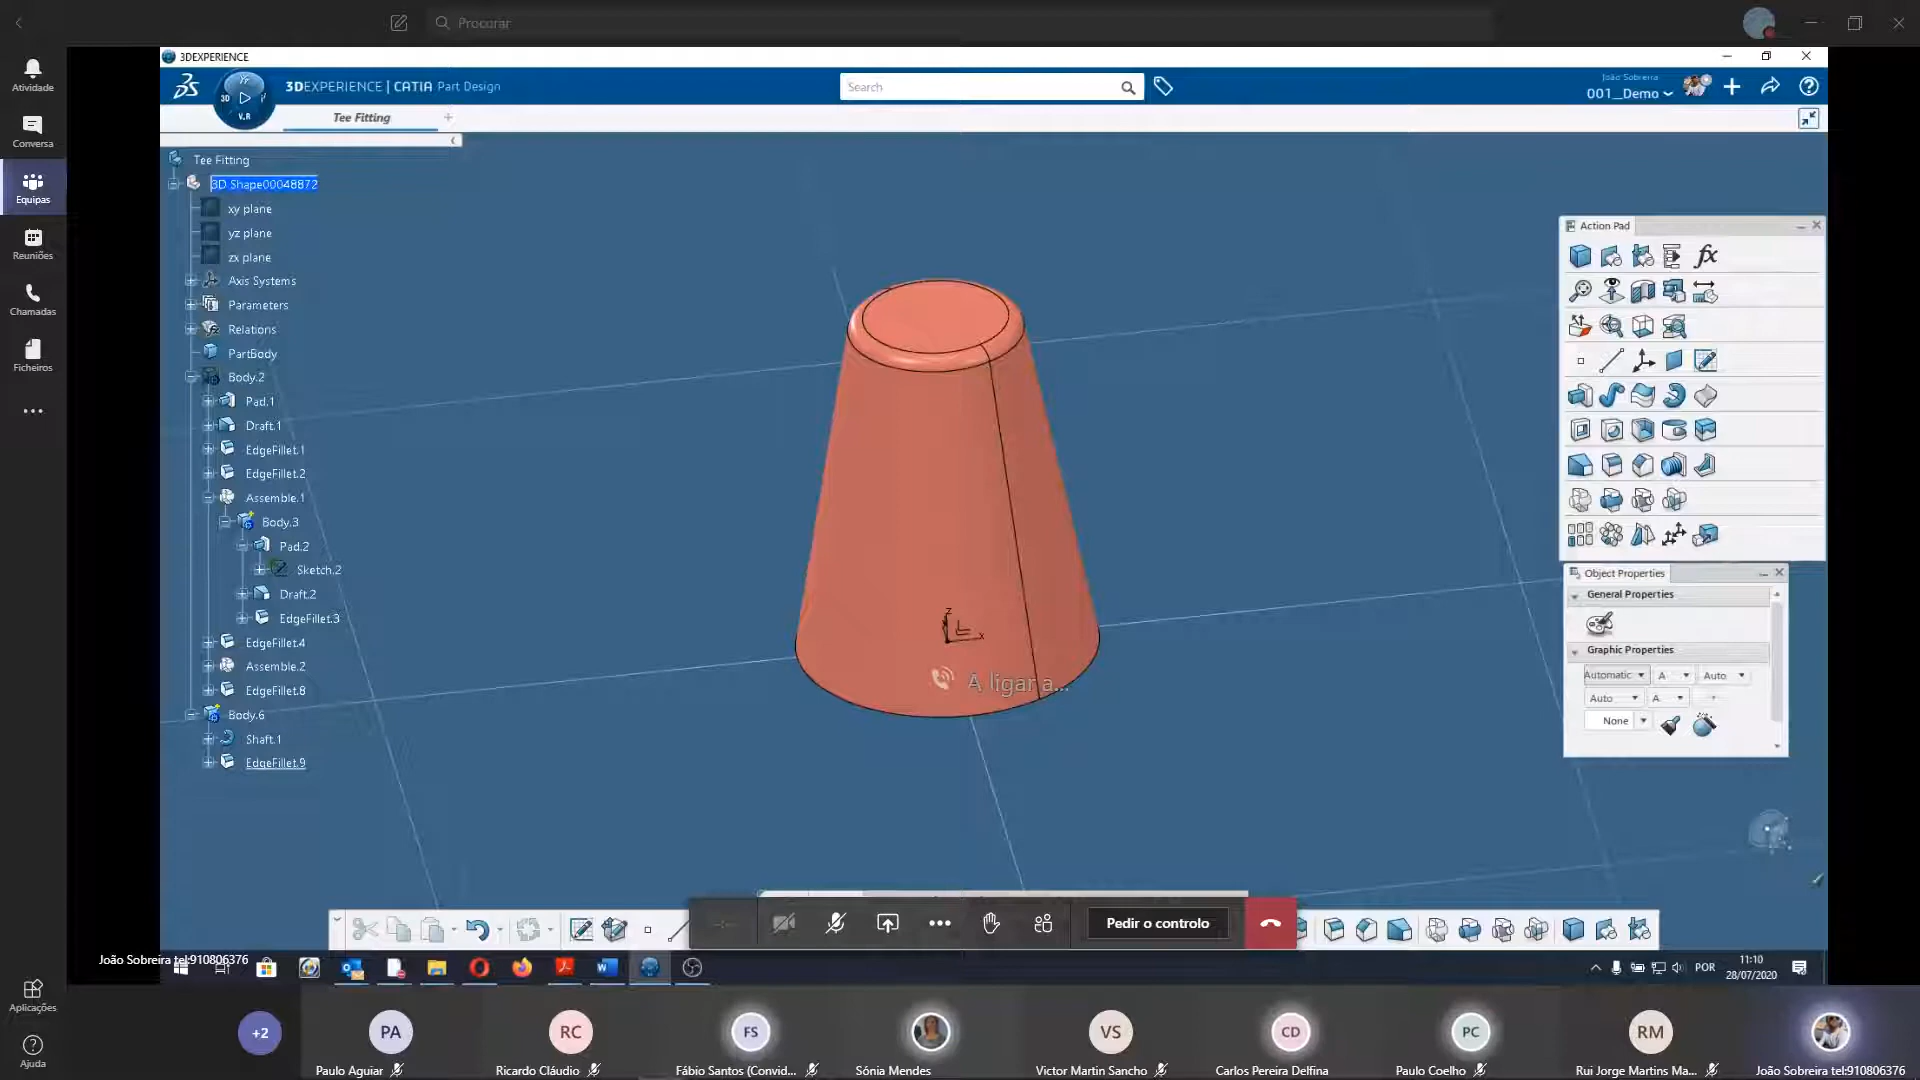 Procurar
Atividade
Conversa
Equipas
Reuniões
Chamadas
Ficheiros
Aplicações
Ajuda
3DEXPERIENCE
3DEXPERIENCE | CATIA Part Design
3D
V.R
Search
João Sobreira
001_Demo
Tee Fitting
Tee Fitting
3D Shape00048872
xy plane
yz plane
zx plane
Axis Systems
Parameters
Relations
PartBody
Body.2
Pad.1
Draft.1
EdgeFillet.1
EdgeFillet.2
Assemble.1
Body.3
Pad.2
Sketch.2
Draft.2
EdgeFillet.3
EdgeFillet.4
Assemble.2
EdgeFillet.8
Body.6
Shaft.1
EdgeFillet.9
z
x
A ligar a...
Action Pad
fx
Object Properties
General Properties
Graphic Properties
Automatic
A
Auto
Auto
A
None
Pedir o controlo
João Sobreira tel:910806376
POR
11:10
28/07/2020
+2
PA
Paulo Aguiar
RC
Ricardo Cláudio
FS
Fábio Santos (Convid...
Sónia Mendes
VS
Victor Martin Sancho
CD
Carlos Pereira Delfina
PC
Paulo Coelho
RM
Rui Jorge Martins Ma...
João Sobreira tel:910806376